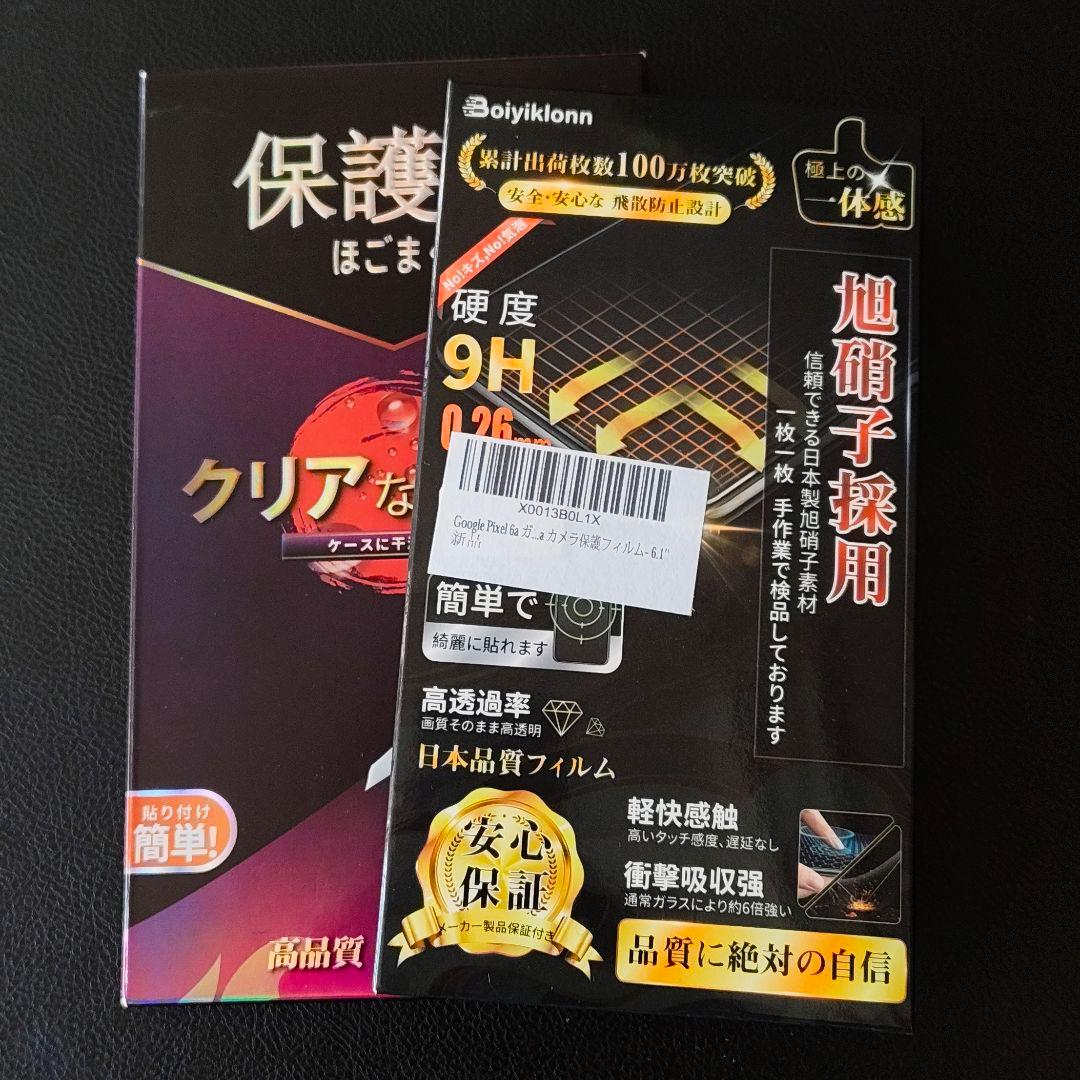 保護
ほごまく
クリアな
ケースに干
貼り付け
簡単!
高品質
Boiyiklonn
累計出荷枚数100万枚突破
安全・安心な 飛散防止設計
極上の
一体感
No!キズ,No!気泡
硬度
9H
0.26mm
旭硝子採用
信頼できる日本製旭硝子素材
一枚一枚 手作業で検品しております
X0013B0L1X
Google Pixel 6a ガ...a カメラ保護フィルム- 6.1"
新品
簡単で
綺麗に貼れます
高透過率
画質そのまま高透明
日本品質フィルム
安心
保証
メーカー製品保証付き
軽快感触
高いタッチ感度、遅延なし
衝撃吸収强
通常ガラスにより約6倍強い
品質に絶対の自信